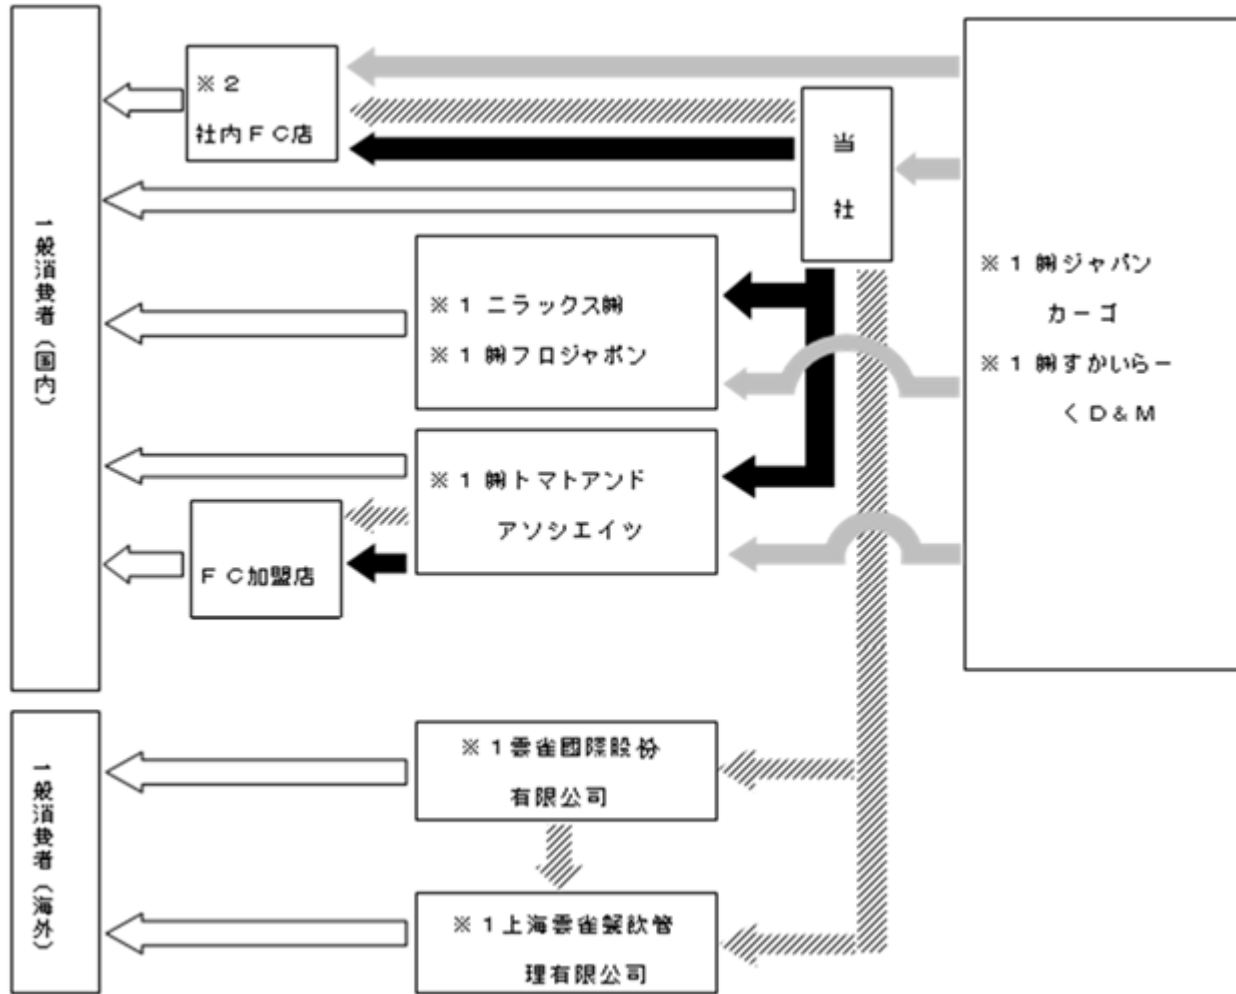 一般消費者（国内）
※２
社内ＦＣ店
当
社
※１ ㈱ジャパン
カーゴ
※１ ㈱すかいらー
くＤ＆Ｍ
※１ ニラックス㈱
※１ ㈱フロジャポン
※１ ㈱トマトアンド
アソシエイツ
ＦＣ加盟店
一般消費者（海外）
※１雲雀國際股份
有限公司
※１上海雲雀餐飲管
理有限公司